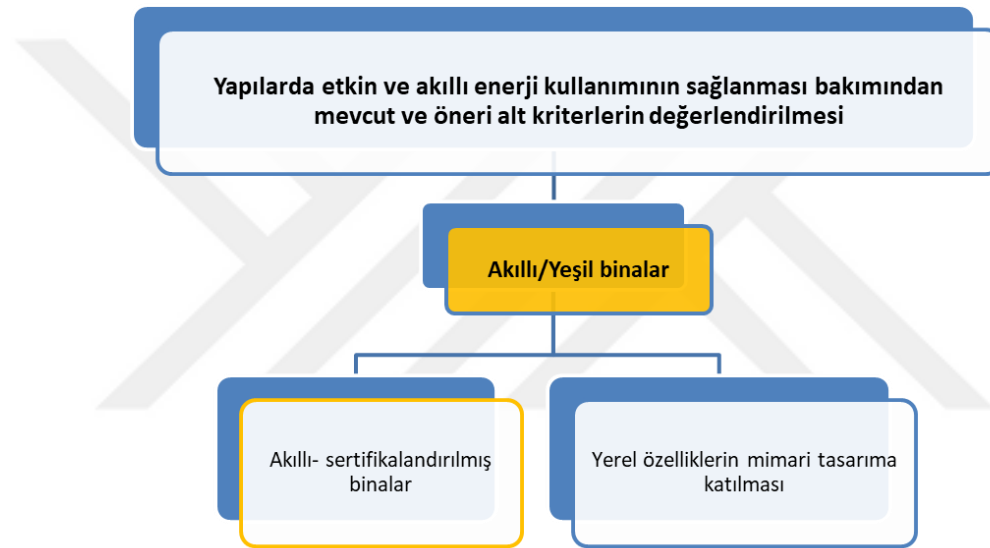 Yapılarda etkin ve akıllı enerji kullanımının sağlanması bakımından
mevcut ve öneri alt kriterlerin değerlendirilmesi
Akıllı/Yeşil binalar
Akıllı- sertifikalandırılmış
binalar
Yerel özelliklerin mimari tasarıma
katılması